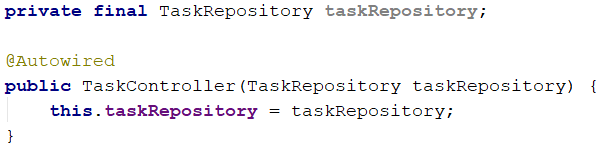 private final TaskRepository taskRepository;
@Autowired
public TaskController(TaskRepository taskRepository) {
this.taskRepository = taskRepository;
}